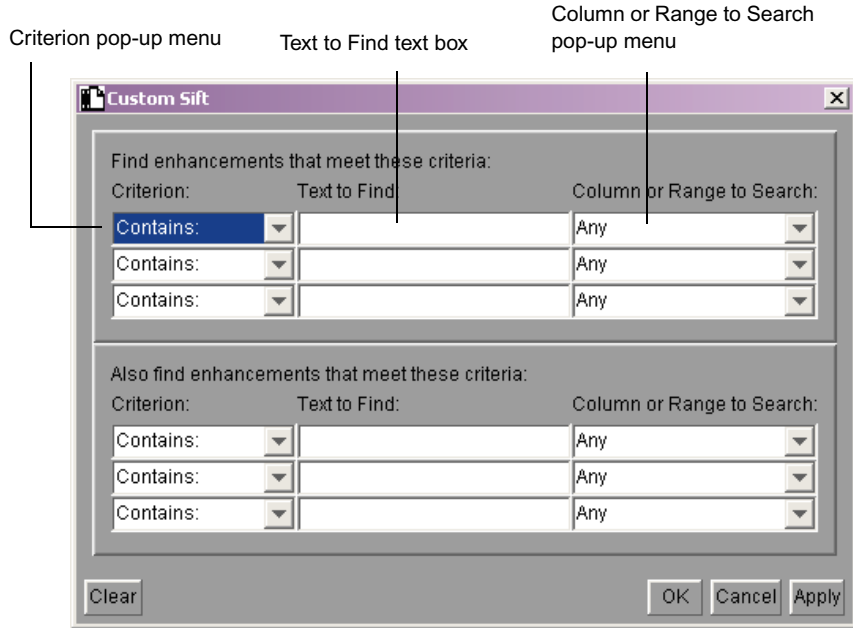 Criterion pop-up menu
Text to Find text box
Column or Range to Search
pop-up menu
Custom Sift
Find enhancements that meet these criteria:
Criterion: Text to Find: Column or Range to Search:
Contains: Any
Contains: Any
Contains: Any
Also find enhancements that meet these criteria:
Criterion: Text to Find: Column or Range to Search:
Contains: Any
Contains: Any
Contains: Any
Clear OK Cancel Apply